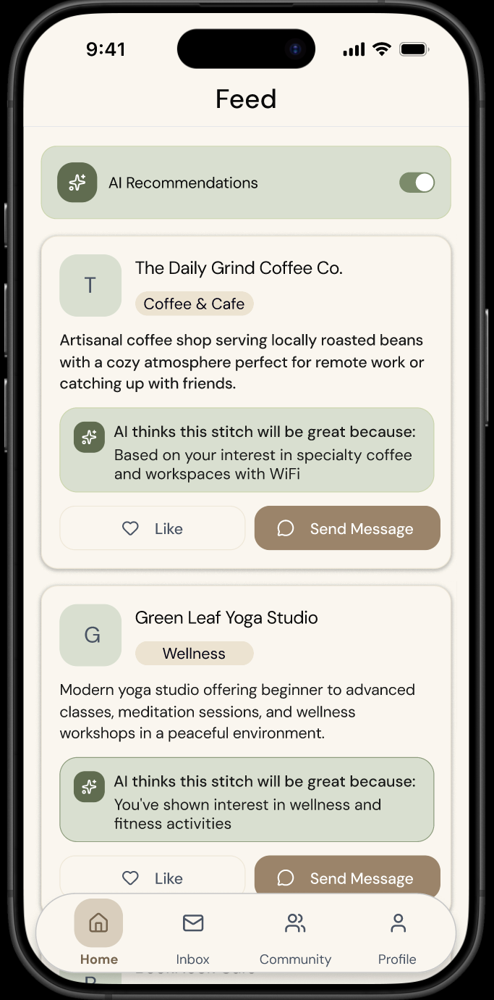 9:41
Feed
AI Recommendations
T
The Daily Grind Coffee Co.
Coffee & Cafe
Artisanal coffee shop serving locally roasted beans
with a cozy atmosphere perfect for remote work or
catching up with friends.
AI thinks this stitch will be great because:
Based on your interest in specialty coffee
and workspaces with WiFi
Like
Send Message
G
Green Leaf Yoga Studio
Wellness
Modern yoga studio offering beginner to advanced
classes, meditation sessions, and wellness
workshops in a peaceful environment.
AI thinks this stitch will be great because:
You've shown interest in wellness and
fitness activities
Like
Send Message
Home
Inbox
Community
Profile